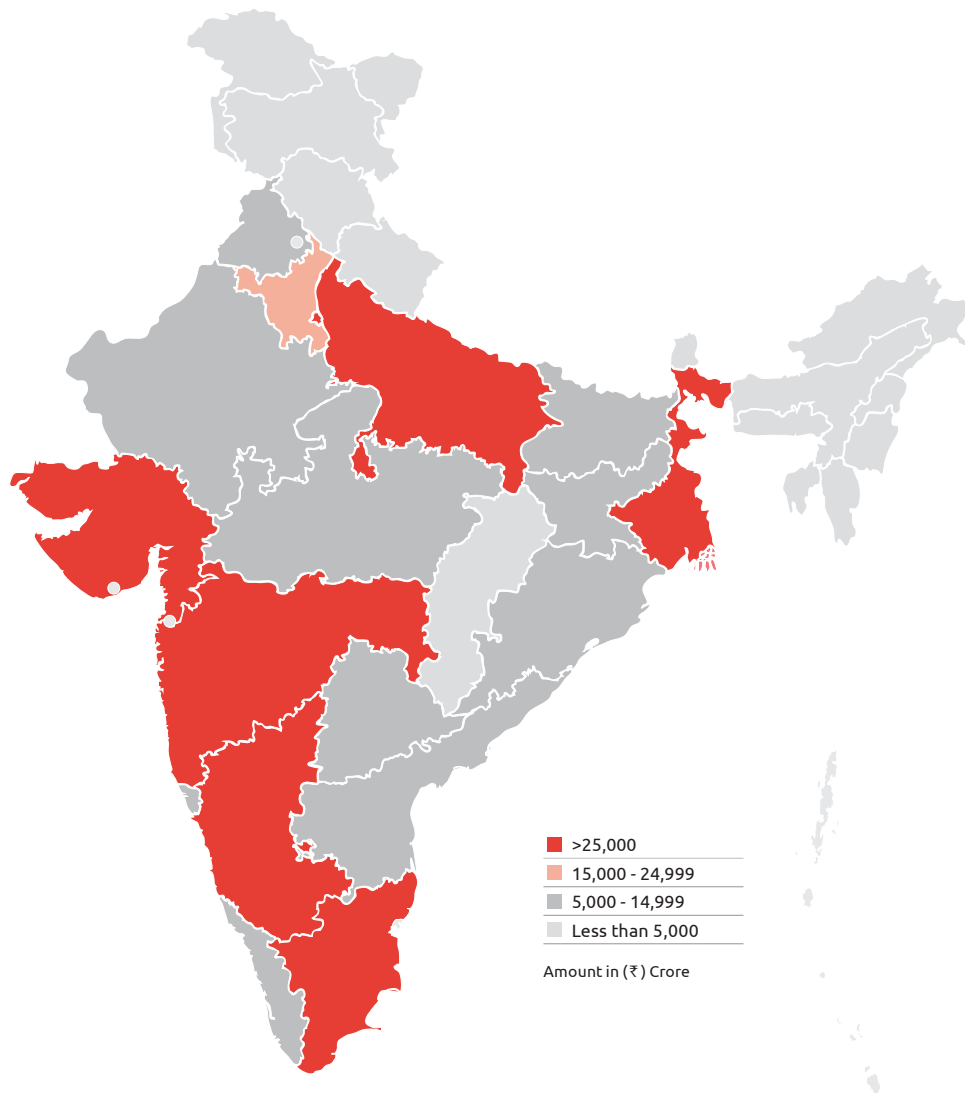 >25,000
15,000 - 24,999
5,000 - 14,999
Less than 5,000
Amount in (₹) Crore